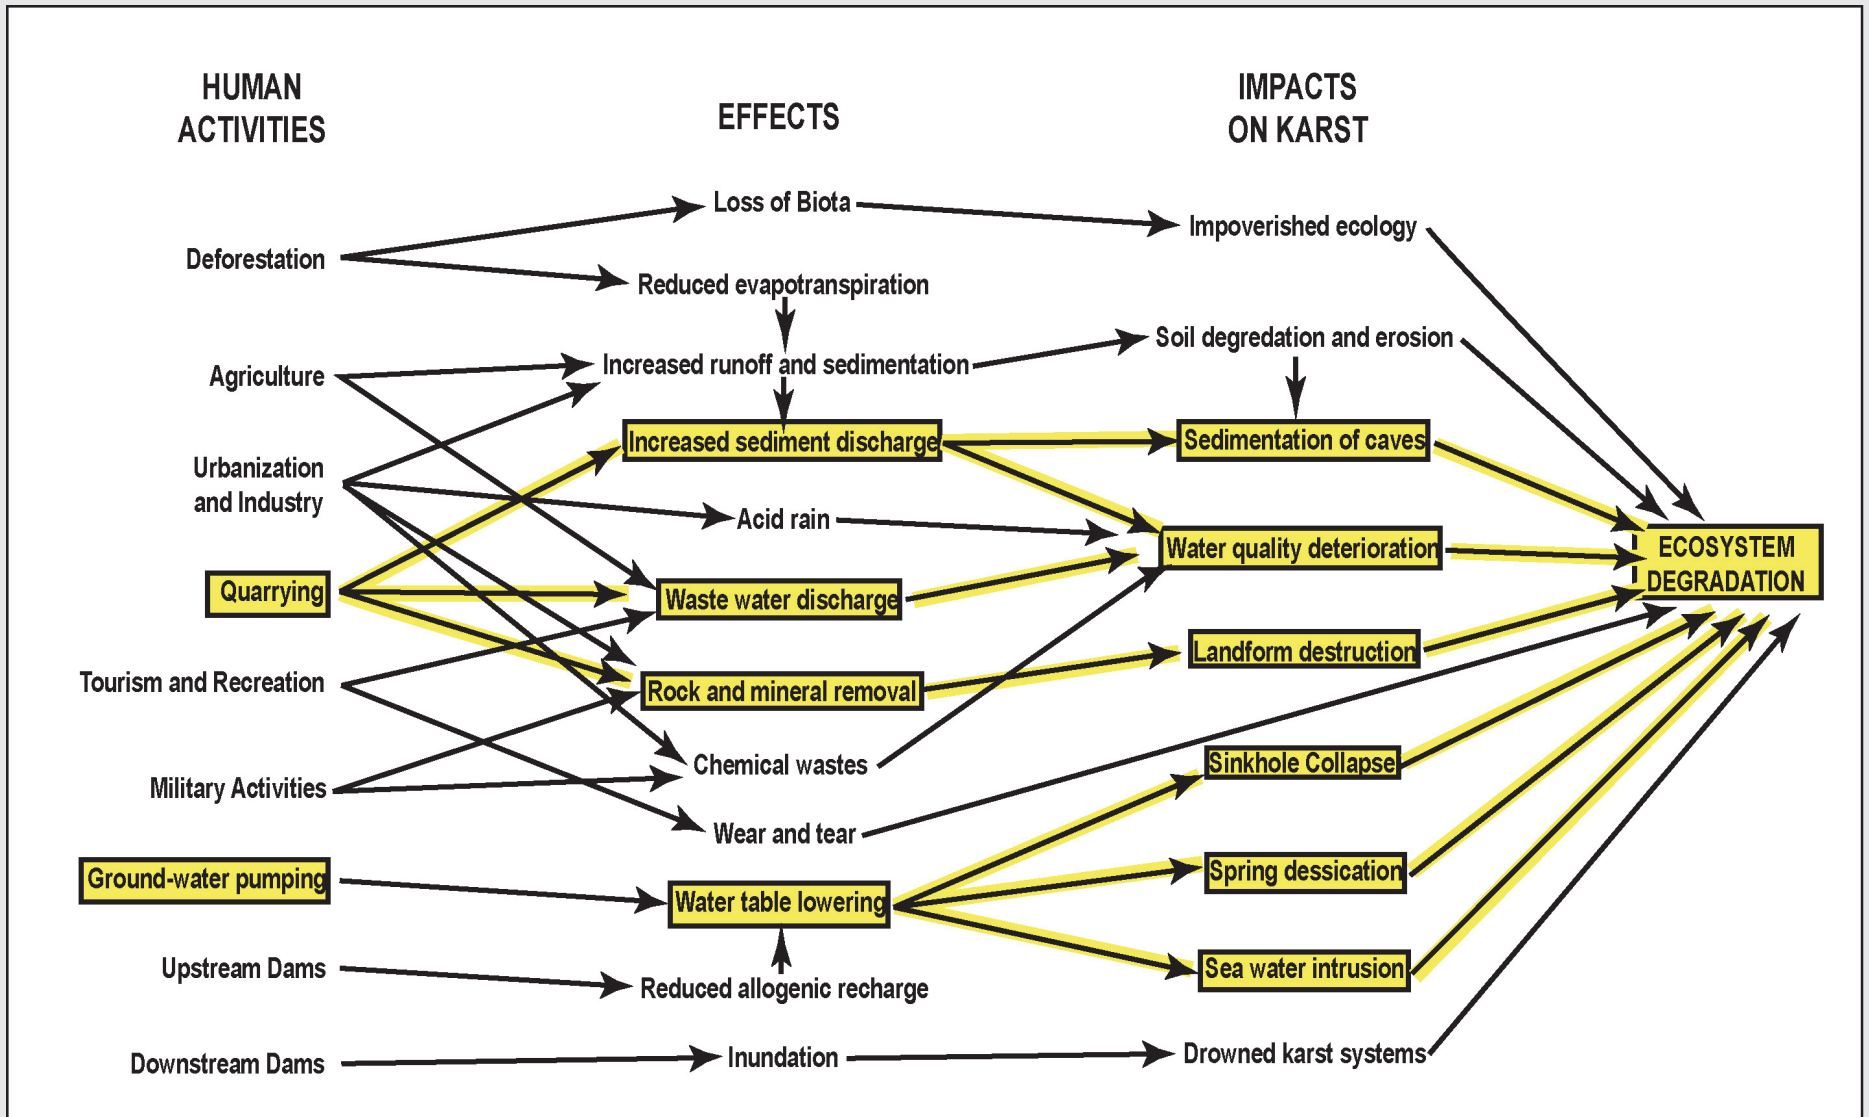 HUMAN
ACTIVITIES
EFFECTS
IMPACTS
ON KARST
Deforestation
Agriculture
Urbanization
and Industry
Quarrying
Tourism and Recreation
Military Activities
Ground-water pumping
Upstream Dams
Downstream Dams
Loss of Biota
Reduced evapotranspiration
Increased runoff and sedimentation
Increased sediment discharge
Acid rain
Waste water discharge
Rock and mineral removal
Chemical wastes
Wear and tear
Water table lowering
Reduced allogenic recharge
Inundation
Impoverished ecology
Soil degredation and erosion
Sedimentation of caves
Water quality deterioration
Landform destruction
Sinkhole Collapse
Spring dessication
Sea water intrusion
Drowned karst systems
ECOSYSTEM
DEGRADATION